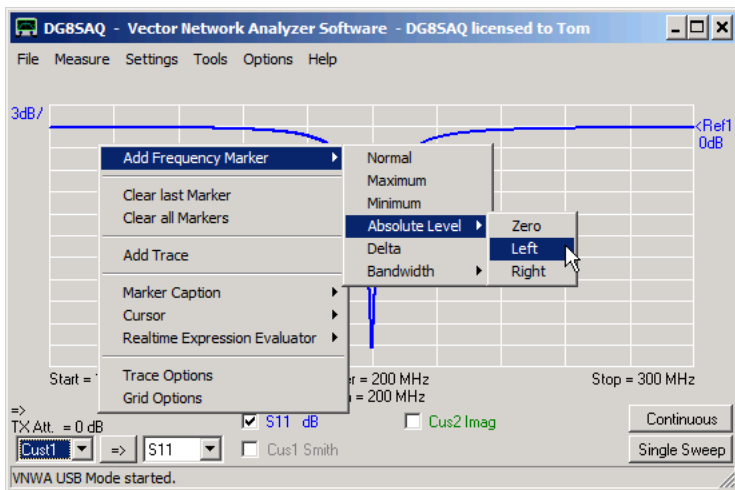 DG8SAQ - Vector Network Analyzer Software - DG8SAQ licensed to Tom
File Measure Settings Tools Options Help
3dB/
<Ref1
0dB
Add Frequency Marker
Clear last Marker
Clear all Markers
Add Trace
Marker Caption
Cursor
Realtime Expression Evaluator
Trace Options
Grid Options
Normal
Maximum
Minimum
Absolute Level
Delta
Bandwidth
Zero
Left
Right
Start =
= 200 MHz
Stop = 300 MHz
= 200 MHz
=>
TX Att. = 0 dB
S11 dB
Cus2 Imag
Continuous
Cust1
=>
S11
Cus1 Smith
Single Sweep
VNWA USB Mode started.